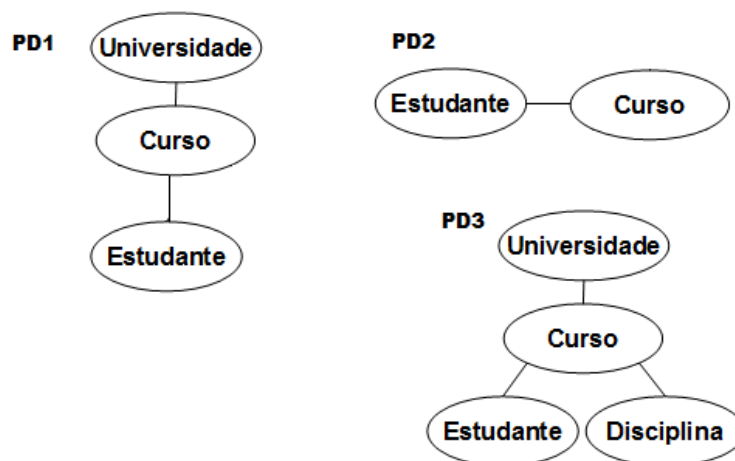 PD1
Universidade
Curso
Estudante
PD2
Estudante
Curso
PD3
Universidade
Curso
Estudante
Disciplina